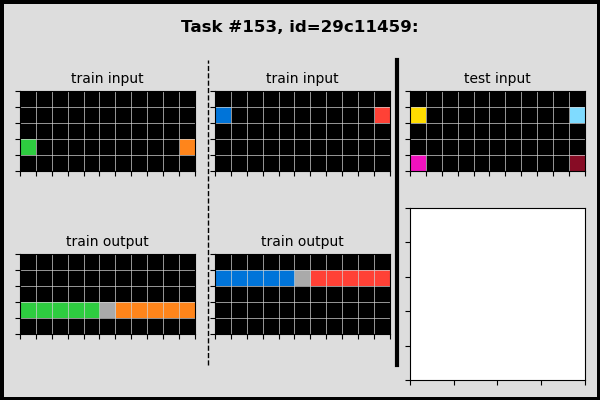 Task #153, id=29c11459:
train input
train input
test input
train output
train output